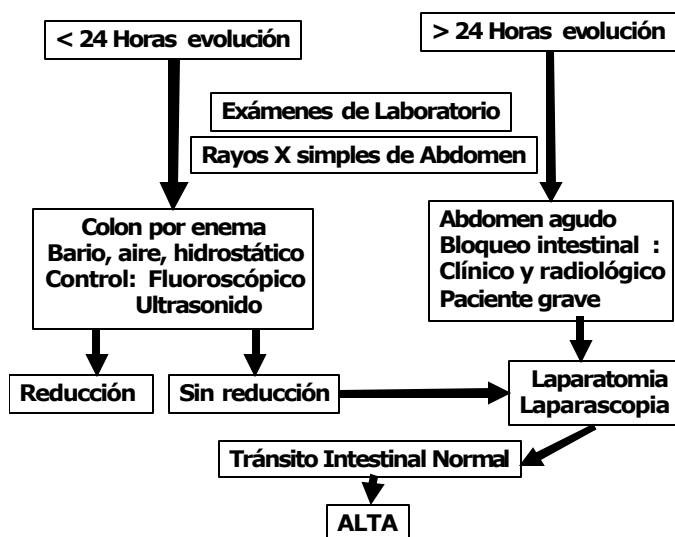 < 24 Horas evolución
> 24 Horas evolución
Exámenes de Laboratorio
Rayos X simples de Abdomen
Colon por enema
Bario, aire, hidrostático
Control: Fluoroscópico
Ultrasonido
Abdomen agudo
Bloqueo intestinal :
Clínico y radiológico
Paciente grave
Reducción
Sin reducción
Laparatomia
Laparascopia
Tránsito Intestinal Normal
ALTA